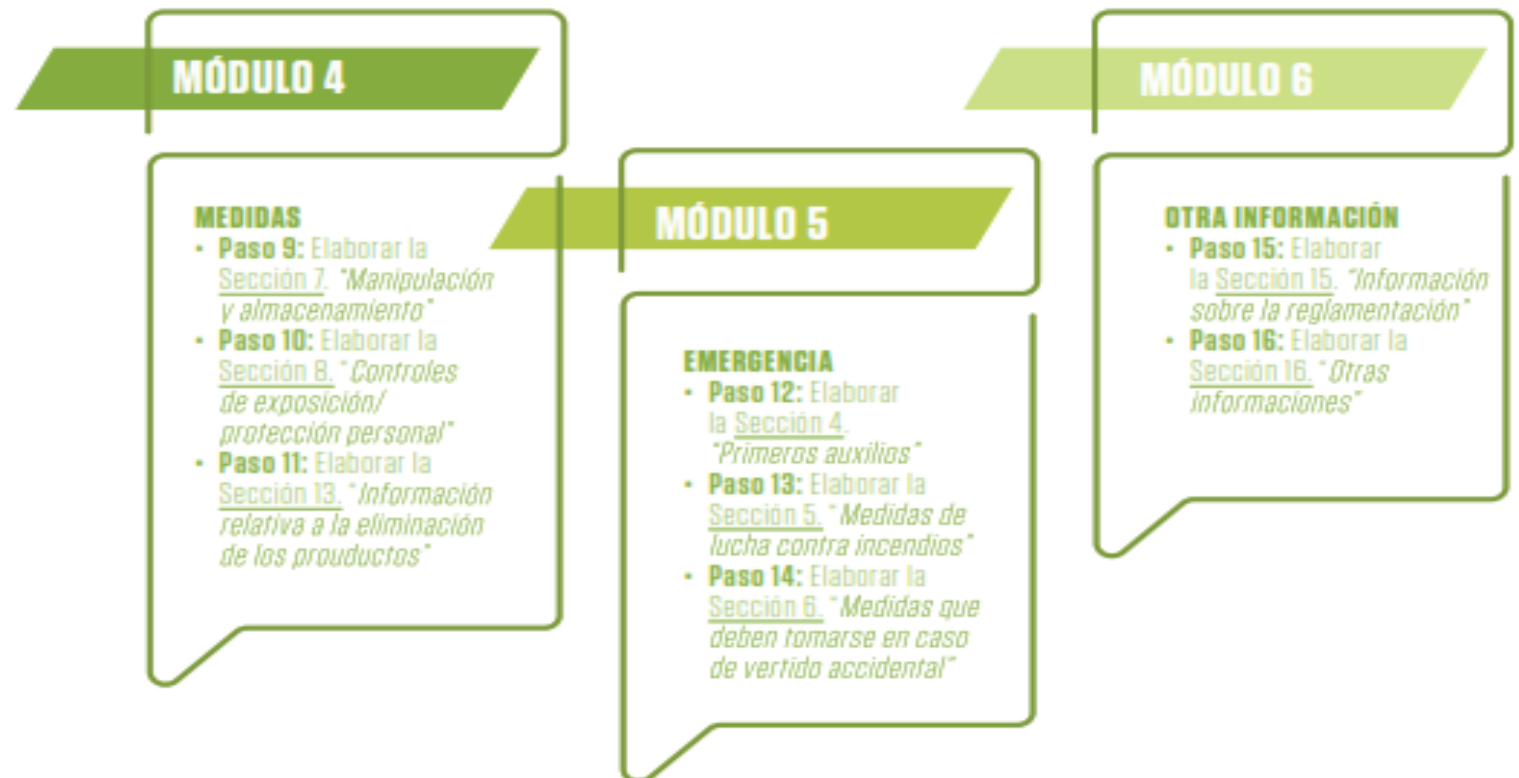 MÓDULO 4
MEDIDAS
• Paso 9: Elaborar la
Sección 7. "Manipulación
y almacenamiento"
• Paso 10: Elaborar la
Sección 8. "Controles
de exposición/
protección personal"
• Paso 11: Elaborar la
Sección 13. "Información
relativa a la eliminación
de los prouductos"
MÓDULO 5
EMERGENCIA
• Paso 12: Elaborar
la Sección 4.
"Primeros auxilios"
• Paso 13: Elaborar la
Sección 5. "Medidas de
lucha contra incendios"
• Paso 14: Elaborar la
Sección 6. "Medidas que
deben tomarse en caso
de vertido accidental"
MÓDULO 6
OTRA INFORMACIÓN
• Paso 15: Elaborar
la Sección 15. "Información
sobre la reglamentación"
• Paso 16: Elaborar la
Sección 16. "Otras
informaciones"